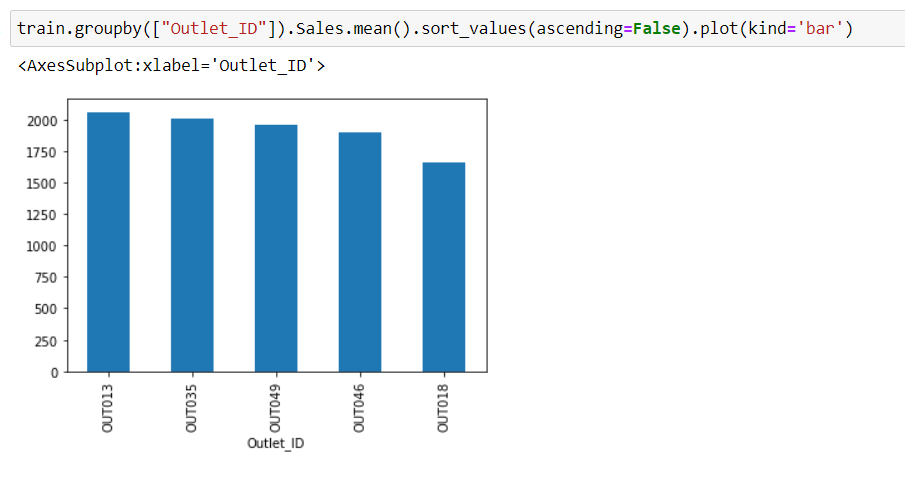 train.groupby(["Outlet_ID"]).Sales.mean().sort_values(ascending=False).plot(kind='bar')
<AxesSubplot:xlabel='Outlet_ID'>
2000
1750
1500
1250
1000
750
500
250
0
OUT013
OUT035
OUT049
OUT046
OUT018
Outlet_ID